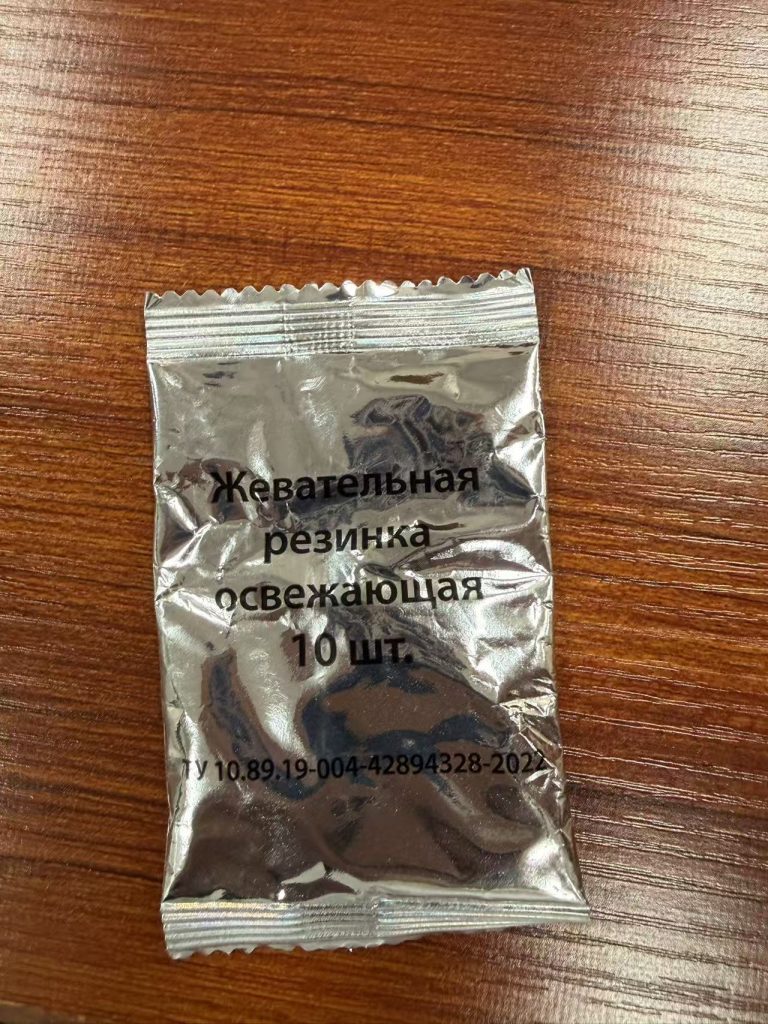 Жевательная
резинка
освежающая
10 шт.
ТУ 10.89.19-004-42894328-2022